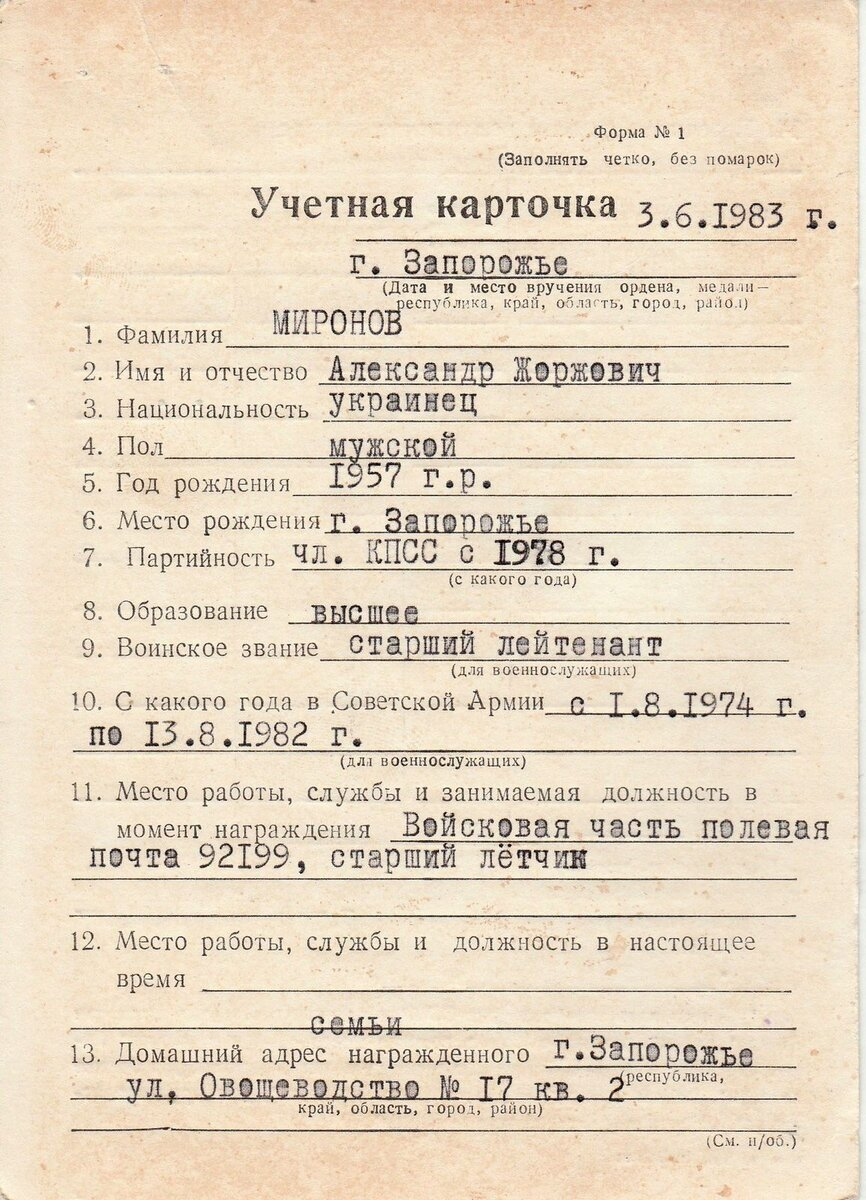 Форма № 1
(Заполнять четко, без помарок)
Учетная карточка 3.6.1983 г.
г. Запорожье
(Дата и место вручения ордена, медали—
республика, край, область, город, район)
1. Фамилия МИРОНОВ
2. Имя и отчество Александр Жоржович
3. Национальность украинец
4. Пол мужской
5. Год рождения 1957 г.р.
6. Место рождения г. Запорожье
7. Партийность чл. КПСС с 1978 г.
(с какого года)
8. Образование высшее
9. Воинское звание старший лейтенант
(для военнослужащих)
10. С какого года в Советской Армии с 1.8.1974 г.
по 13.8.1982 г.
(для военнослужащих)
11. Место работы, службы и занимаемая должность в
момент награждения Войсковая часть полевая
почта 92199, старший лётчик
12. Место работы, службы и должность в настоящее
время
семьи
13. Домашний адрес награжденного г.Запорожье
(республика,
ул. Овощеводство № 17 кв. 2
край, область, город, район)
(См. н/об.)